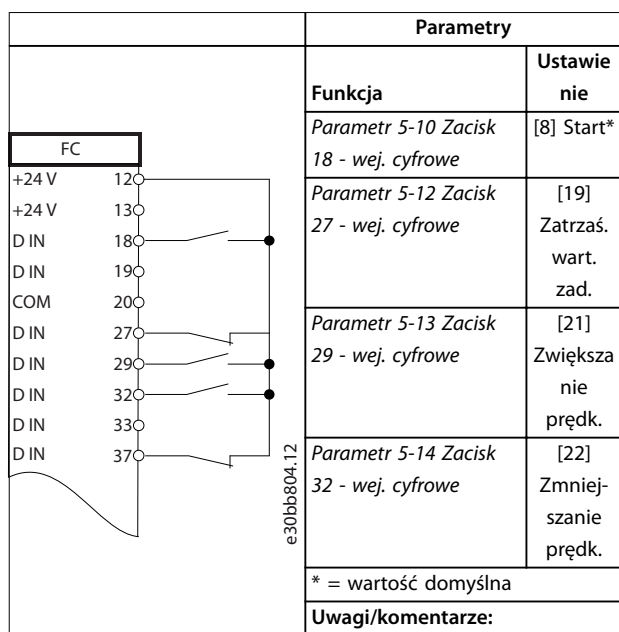 FC
+24 V 12
+24 V 13
D IN 18
D IN 19
COM 20
D IN 27
D IN 29
D IN 32
D IN 33
D IN 37
e30bb804.12
Parametry
Funkcja
Ustawie
nie
Parametr 5-10 Zacisk
18 - wej. cyfrowe
[8] Start*
Parametr 5-12 Zacisk
27 - wej. cyfrowe
[19]
Zatrzaś.
wart.
zad.
Parametr 5-13 Zacisk
29 - wej. cyfrowe
[21]
Zwiększa
nie
prędk.
Parametr 5-14 Zacisk
32 - wej. cyfrowe
[22]
Zmniej-
szanie
prędk.
* = wartość domyślna
Uwagi/komentarze: